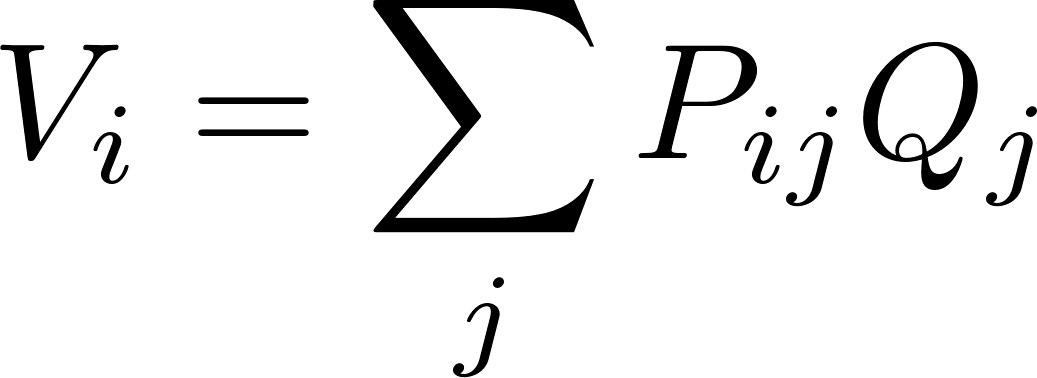 V_i = \sum_j P_{ij} Q_j